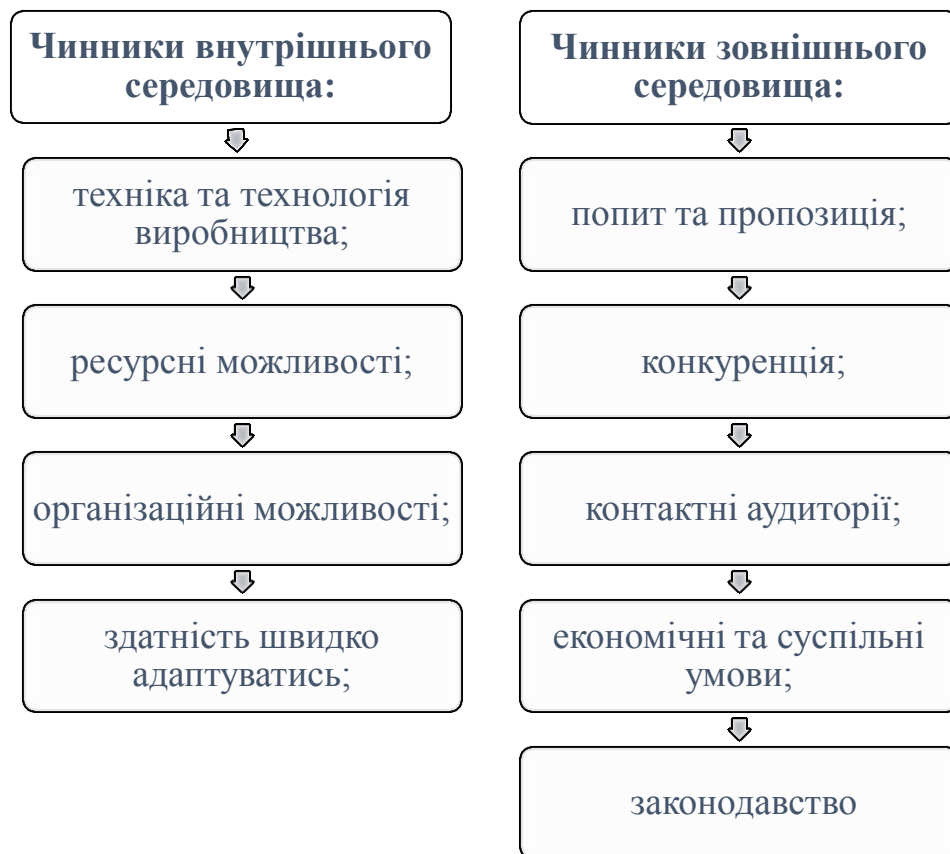 Чинники внутрішнього
середовища:
техніка та технологія
виробництва;
ресурсні можливості;
організаційні можливості;
здатність швидко
адаптуватись;
Чинники зовнішнього
середовища:
попит та пропозиція;
конкуренція;
контактні аудиторії;
економічні та суспільні
умови;
законодавство